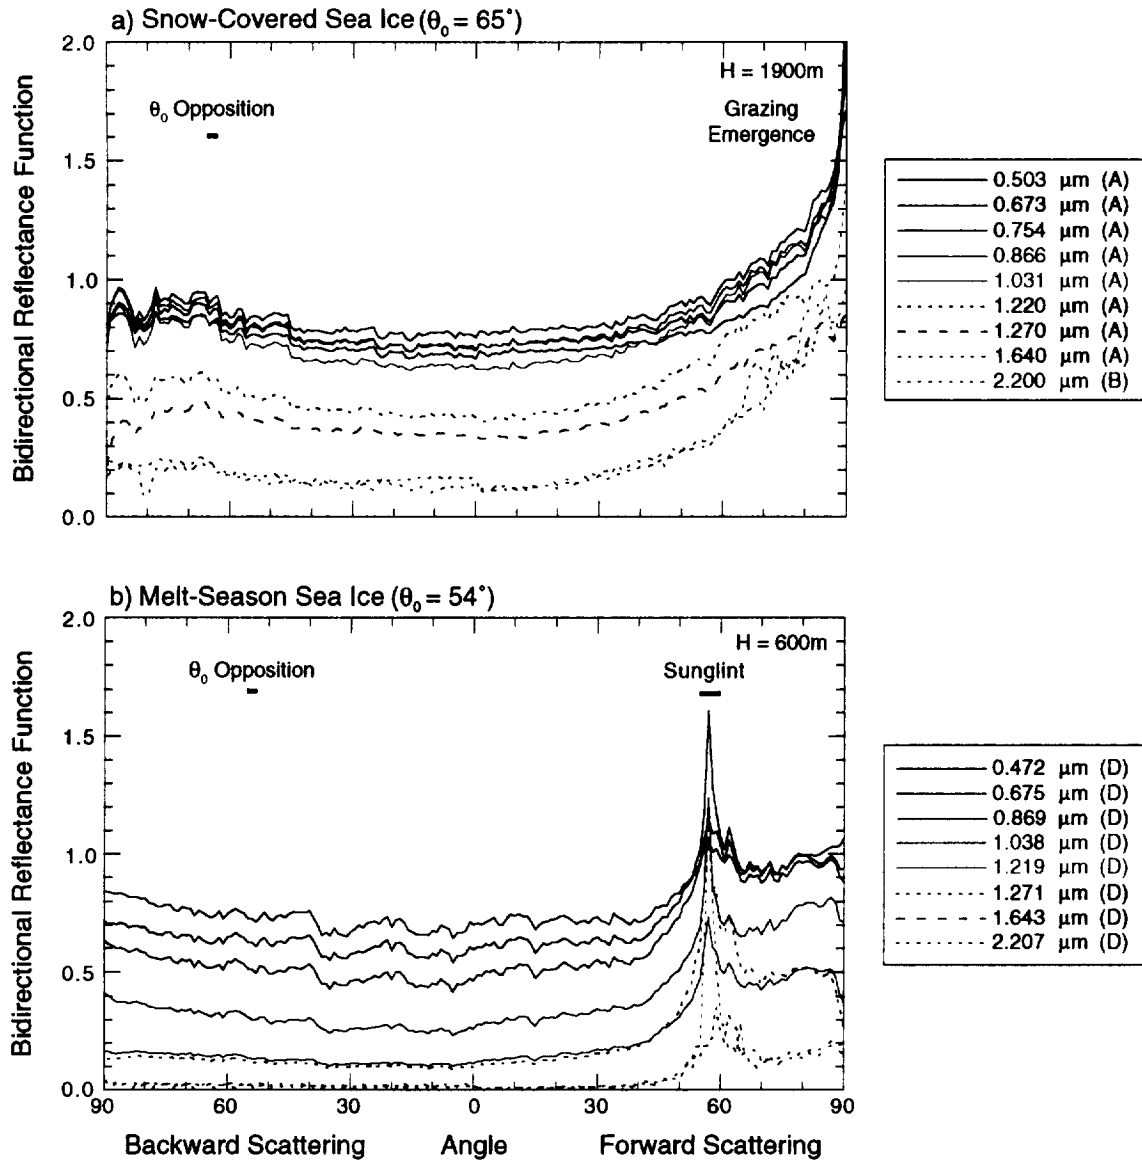 a) Snow-Covered Sea Ice (θ₀ = 65°)
2.0
1.5
1.0
0.5
0.0
Bidirectional Reflectance Function
H = 1900m
θ₀ Opposition
Grazing
Emergence
0.503 µm (A)
0.673 µm (A)
0.754 µm (A)
0.866 µm (A)
1.031 µm (A)
1.220 µm (A)
1.270 µm (A)
1.640 µm (A)
2.200 µm (B)
b) Melt-Season Sea Ice (θ₀ = 54°)
2.0
1.5
1.0
0.5
0.0
Bidirectional Reflectance Function
H = 600m
θ₀ Opposition
Sunglint
0.472 µm (D)
0.675 µm (D)
0.869 µm (D)
1.038 µm (D)
1.219 µm (D)
1.271 µm (D)
1.643 µm (D)
2.207 µm (D)
90 60 30 0 30 60 90
Backward Scattering Angle Forward Scattering